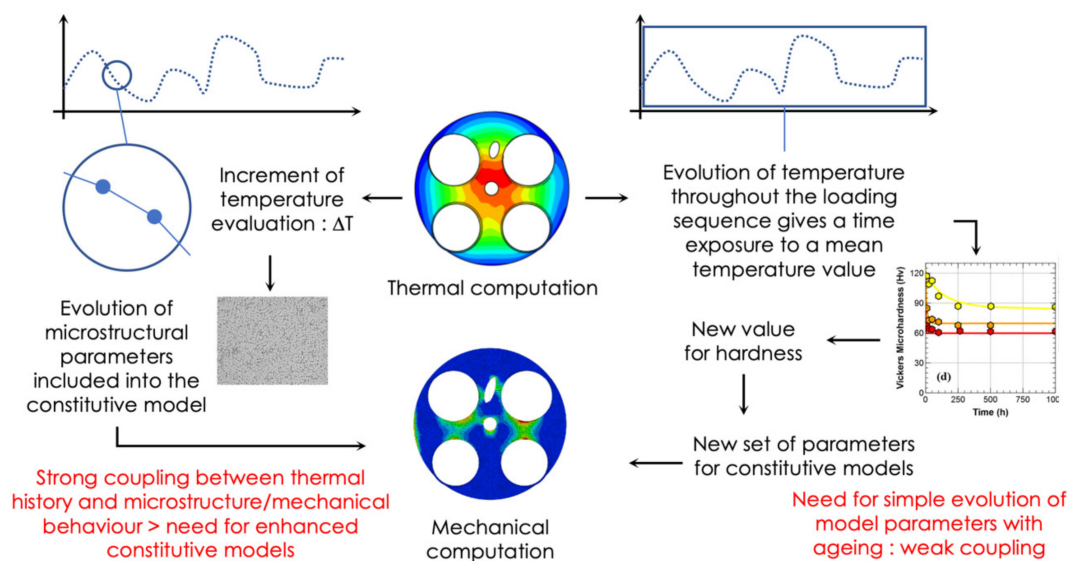 Increment of
temperature
evaluation : ΔT
Thermal computation
Evolution of temperature
throughout the loading
sequence gives a time
exposure to a mean
temperature value
Evolution of
microstructural
parameters
included into the
constitutive model
New value
for hardness
Vickers Microhardness (Hv)
120
90
60
30
0
(d)
0 250 500 750 100
Time (h)
New set of parameters
for constitutive models
Strong coupling between thermal
history and microstructure/mechanical
behaviour > need for enhanced
constitutive models
Mechanical
computation
Need for simple evolution of
model parameters with
ageing : weak coupling